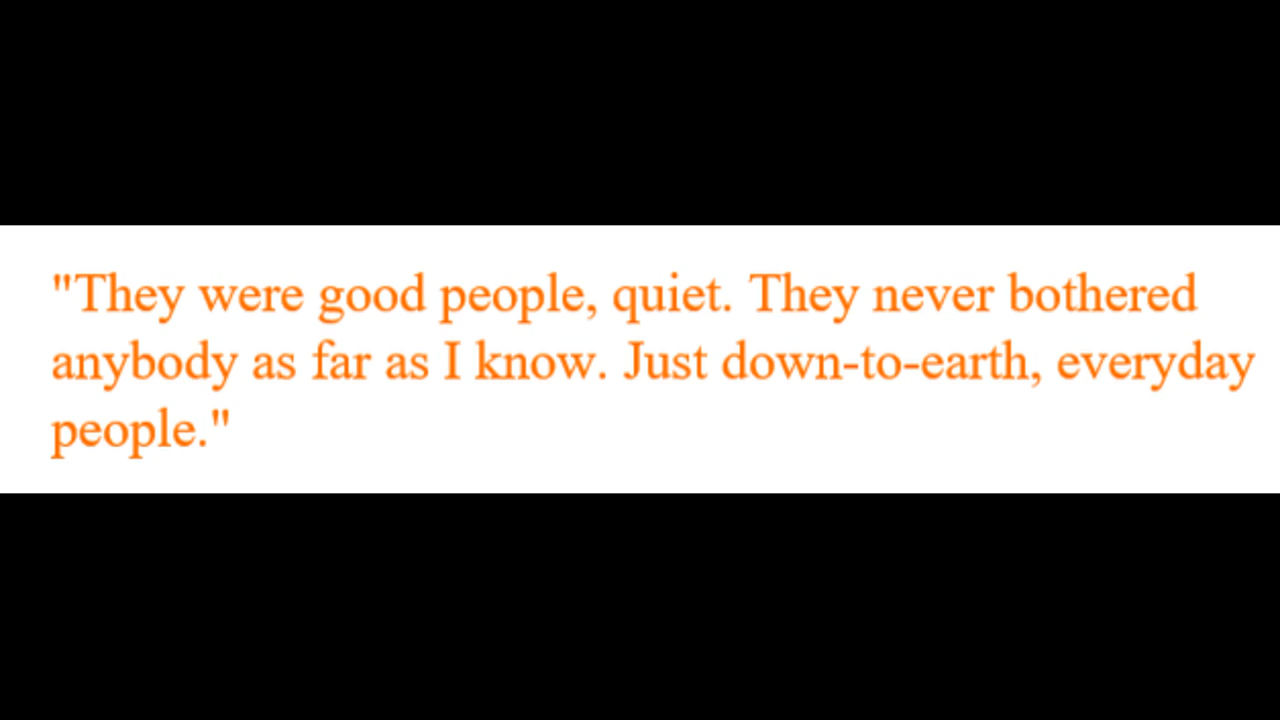 "They were good people, quiet. They never bothered
anybody as far as I know. Just down-to-earth, everyday
people."